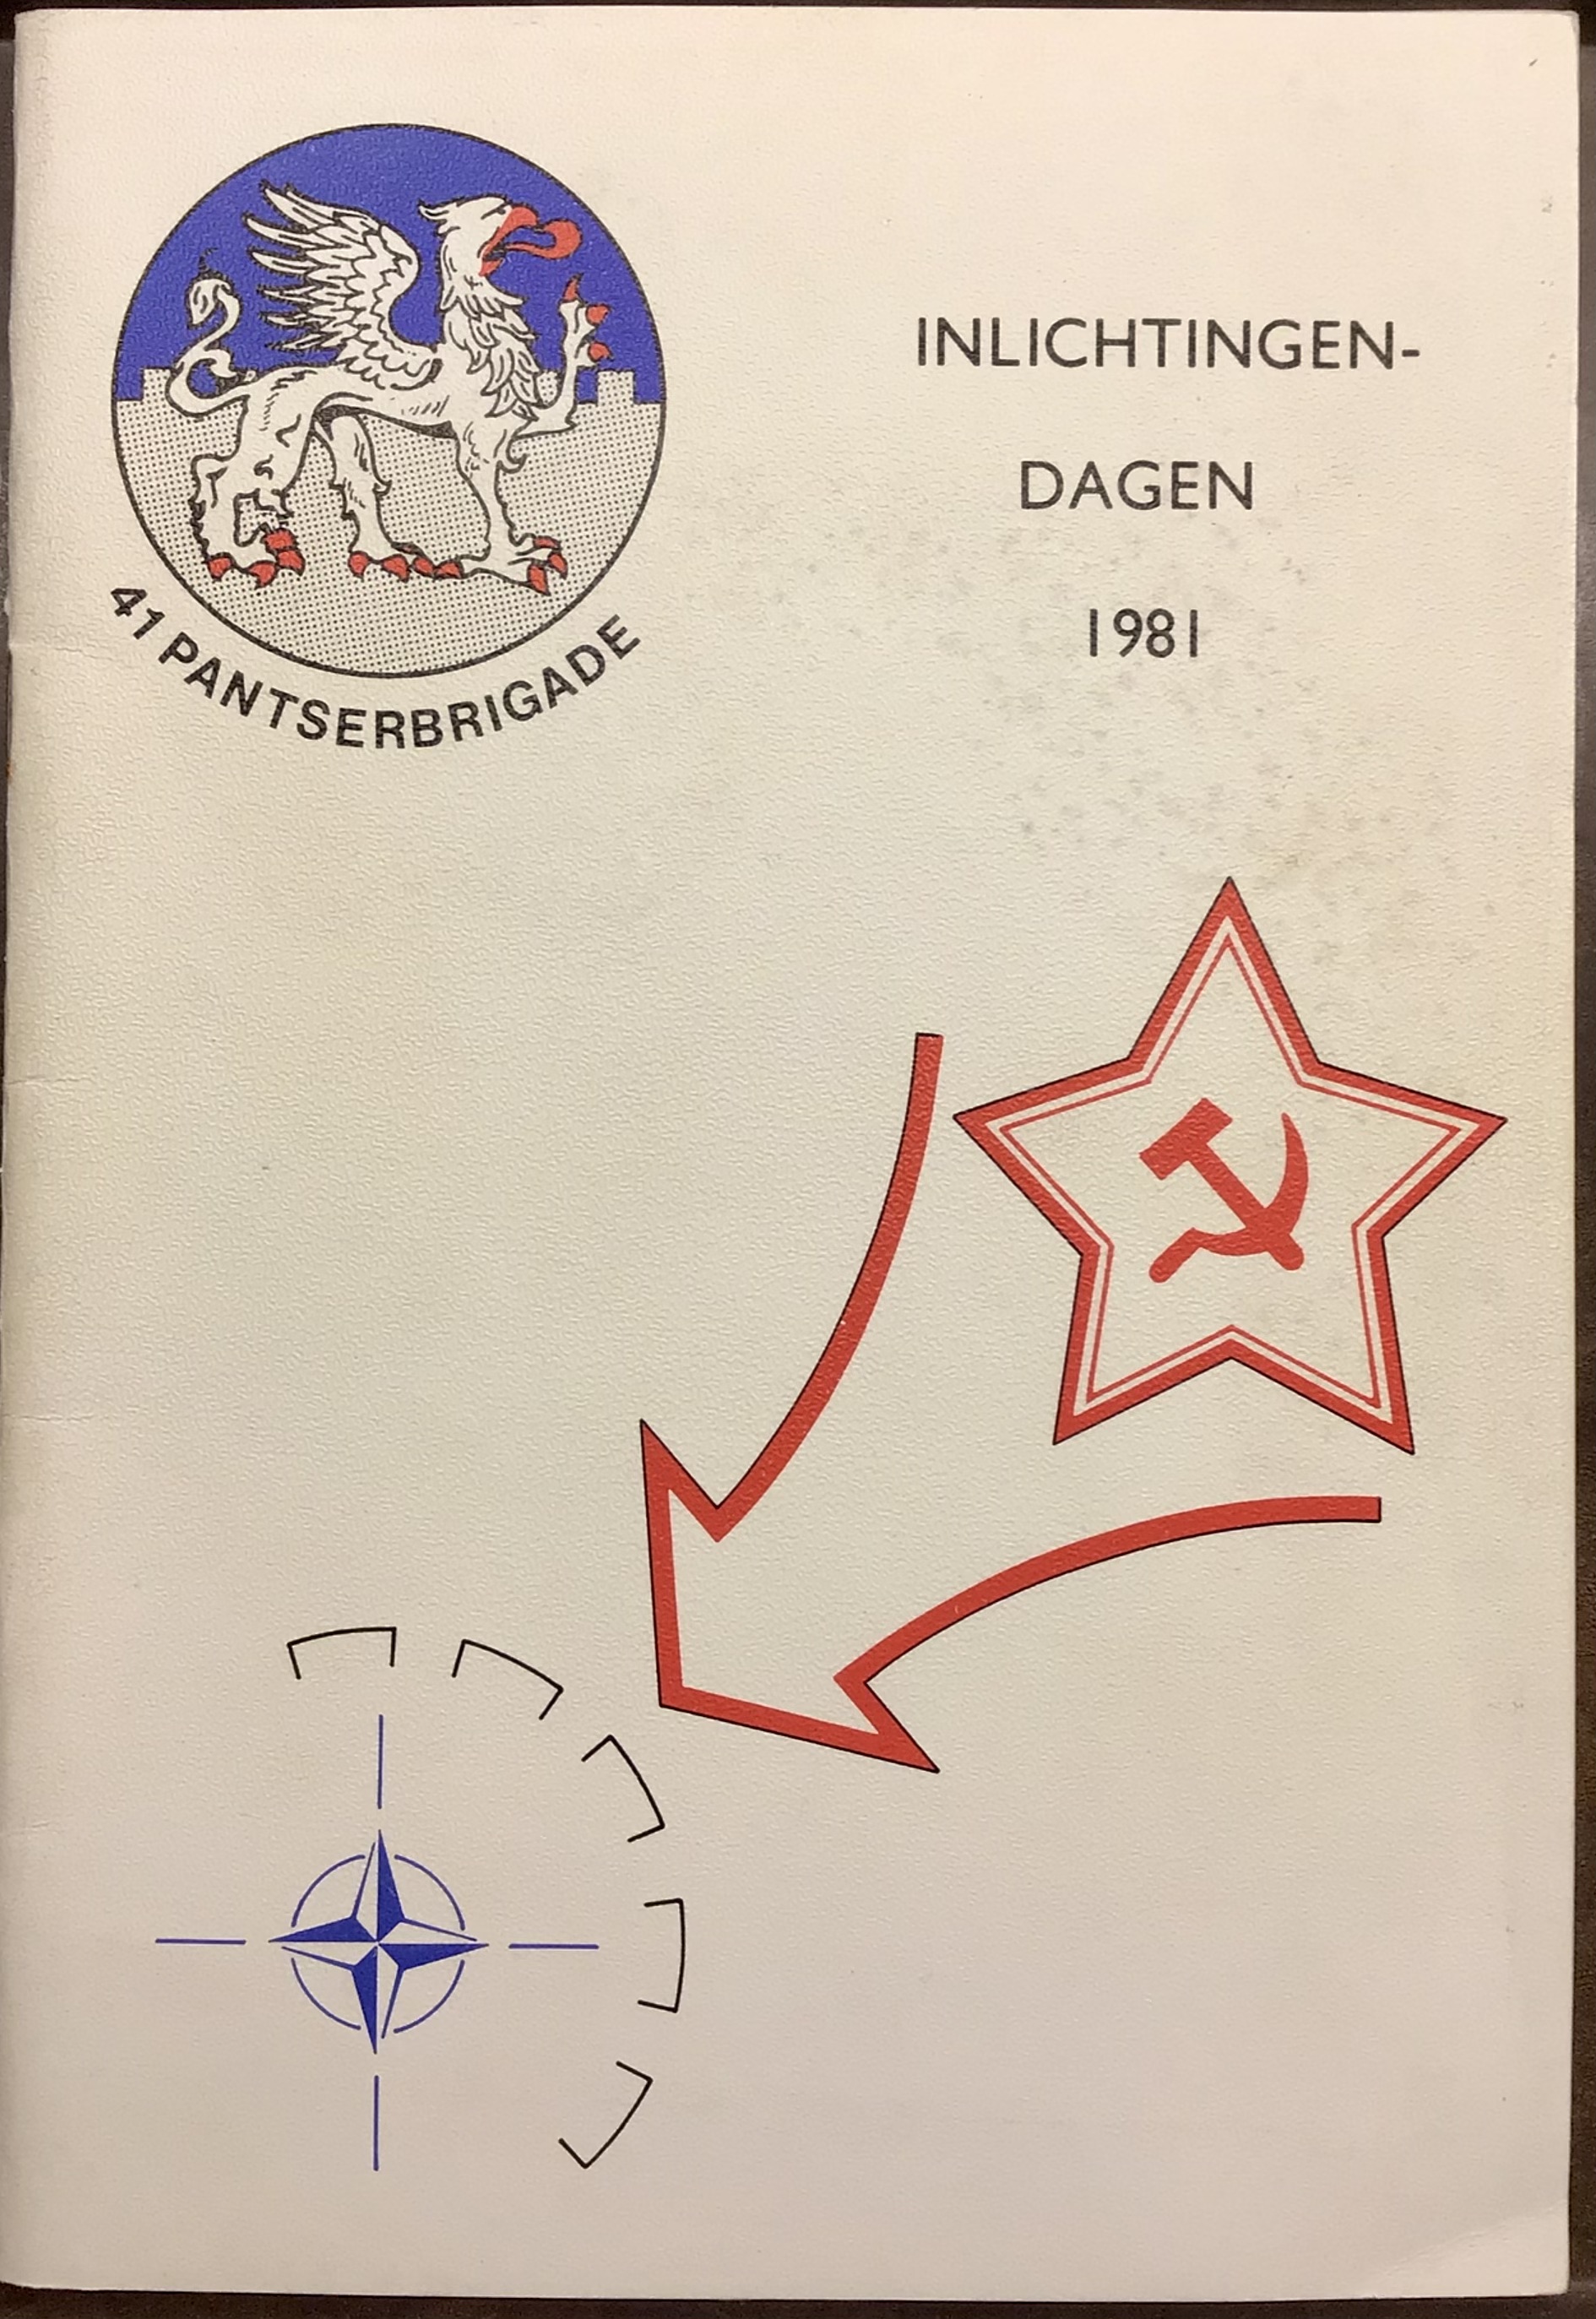 41 PANTSERBRIGADE
INLICHTINGEN-
DAGEN
1981